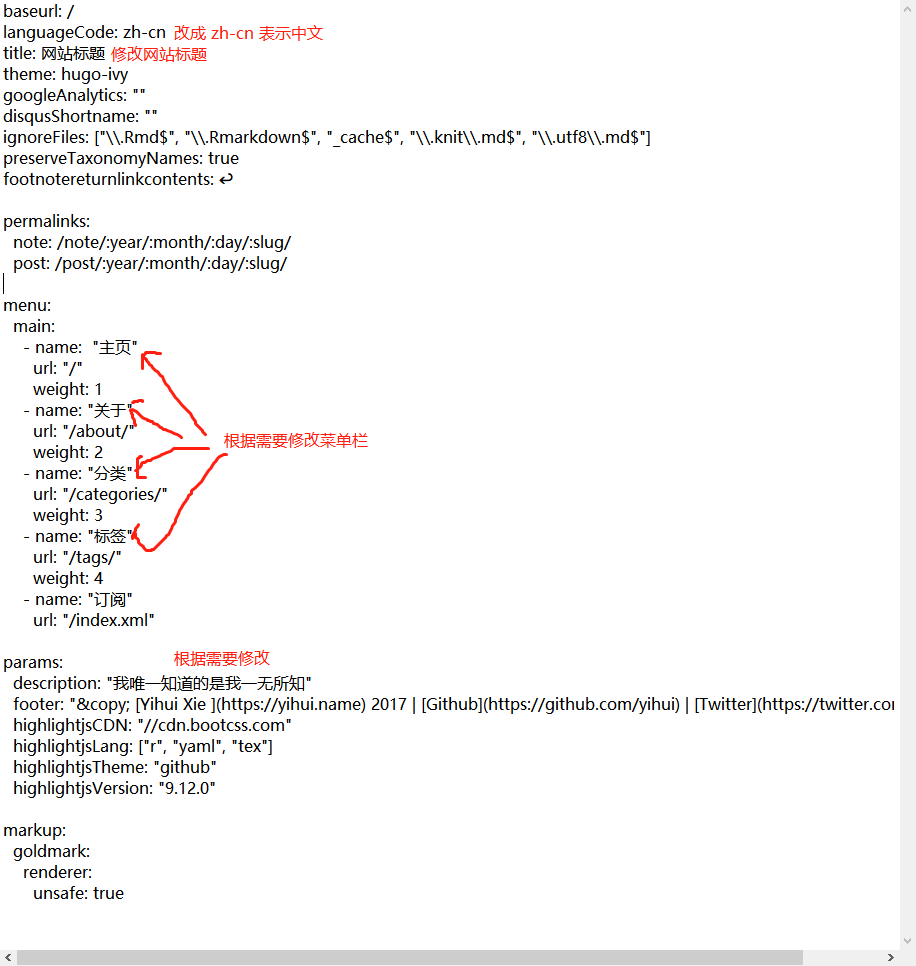 baseurl: /
languageCode: zh-cn 改成 zh-cn 表示中文
title: 网站标题 修改网站标题
theme: hugo-ivy
googleAnalytics: ""
disqusShortname: ""
ignoreFiles: ["\\.Rmd$", "\\.Rmarkdown$", "_cache$", "\\.knit\\.md$", "\\.utf8\\.md$"]
preserveTaxonomyNames: true
footnotereturnlinkcontents: ↩
permalinks:
note: /note/:year/:month/:day/:slug/
post: /post/:year/:month/:day/:slug/
menu:
main:
- name: "主页"
url: "/"
weight: 1
- name: "关于"
url: "/about/"
根据需要修改菜单栏
weight: 2
- name: "分类"
url: "/categories/"
weight: 3
- name: "标签"
url: "/tags/"
weight: 4
- name: "订阅"
url: "/index.xml"
params: 根据需要修改
description: "我唯一知道的是我一无所知"
footer: "&copy; [Yihui Xie ](https://yihui.name) 2017 | [Github](https://github.com/yihui) | [Twitter](https://twitter.cor
highlightjsCDN: "//cdn.bootcss.com"
highlightjsLang: ["r", "yaml", "tex"]
highlightjsTheme: "github"
highlightjsVersion: "9.12.0"
markup:
goldmark:
renderer:
unsafe: true